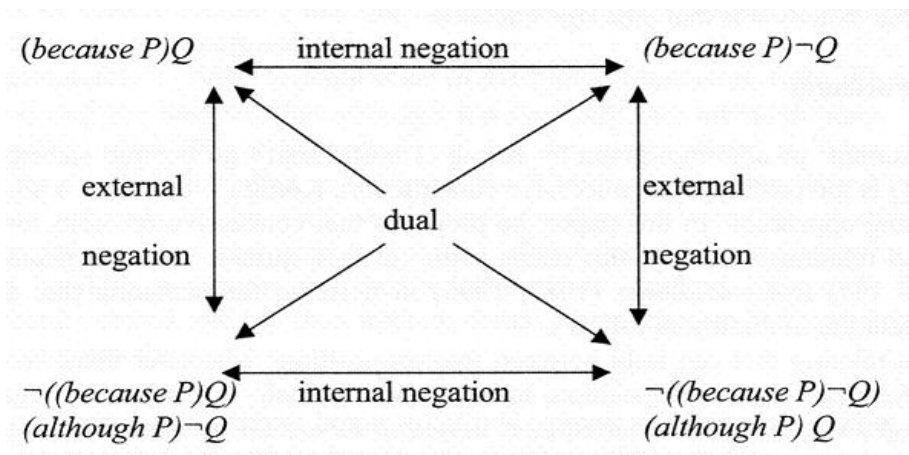 (because P)Q internal negation (because P)¬Q
external external
dual
negation negation
¬((because P)Q) internal negation ¬((because P)¬Q)
(although P)¬Q (although P) Q